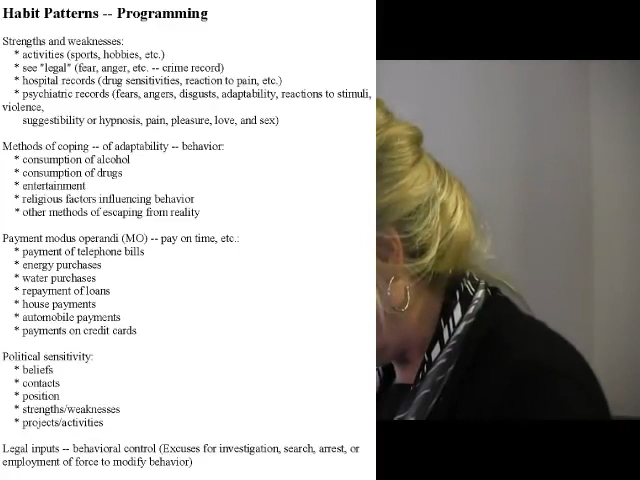 Habit Patterns -- Programming
Strengths and weaknesses:
* activities (sports, hobbies, etc.)
* see "legal" (fear, anger, etc. -- crime record)
* hospital records (drug sensitivities, reaction to pain, etc.)
* psychiatric records (fears, angers, disgusts, adaptability, reactions to stimuli,
violence,
suggestibility or hypnosis, pain, pleasure, love, and sex)
Methods of coping -- of adaptability -- behavior:
* consumption of alcohol
* consumption of drugs
* entertainment
* religious factors influencing behavior
* other methods of escaping from reality
Payment modus operandi (MO) -- pay on time, etc.:
* payment of telephone bills
* energy purchases
* water purchases
* repayment of loans
* house payments
* automobile payments
* payments on credit cards
Political sensitivity:
* beliefs
* contacts
* position
* strengths/weaknesses
* projects/activities
Legal inputs -- behavioral control (Excuses for investigation, search, arrest, or
employment of force to modify behavior)